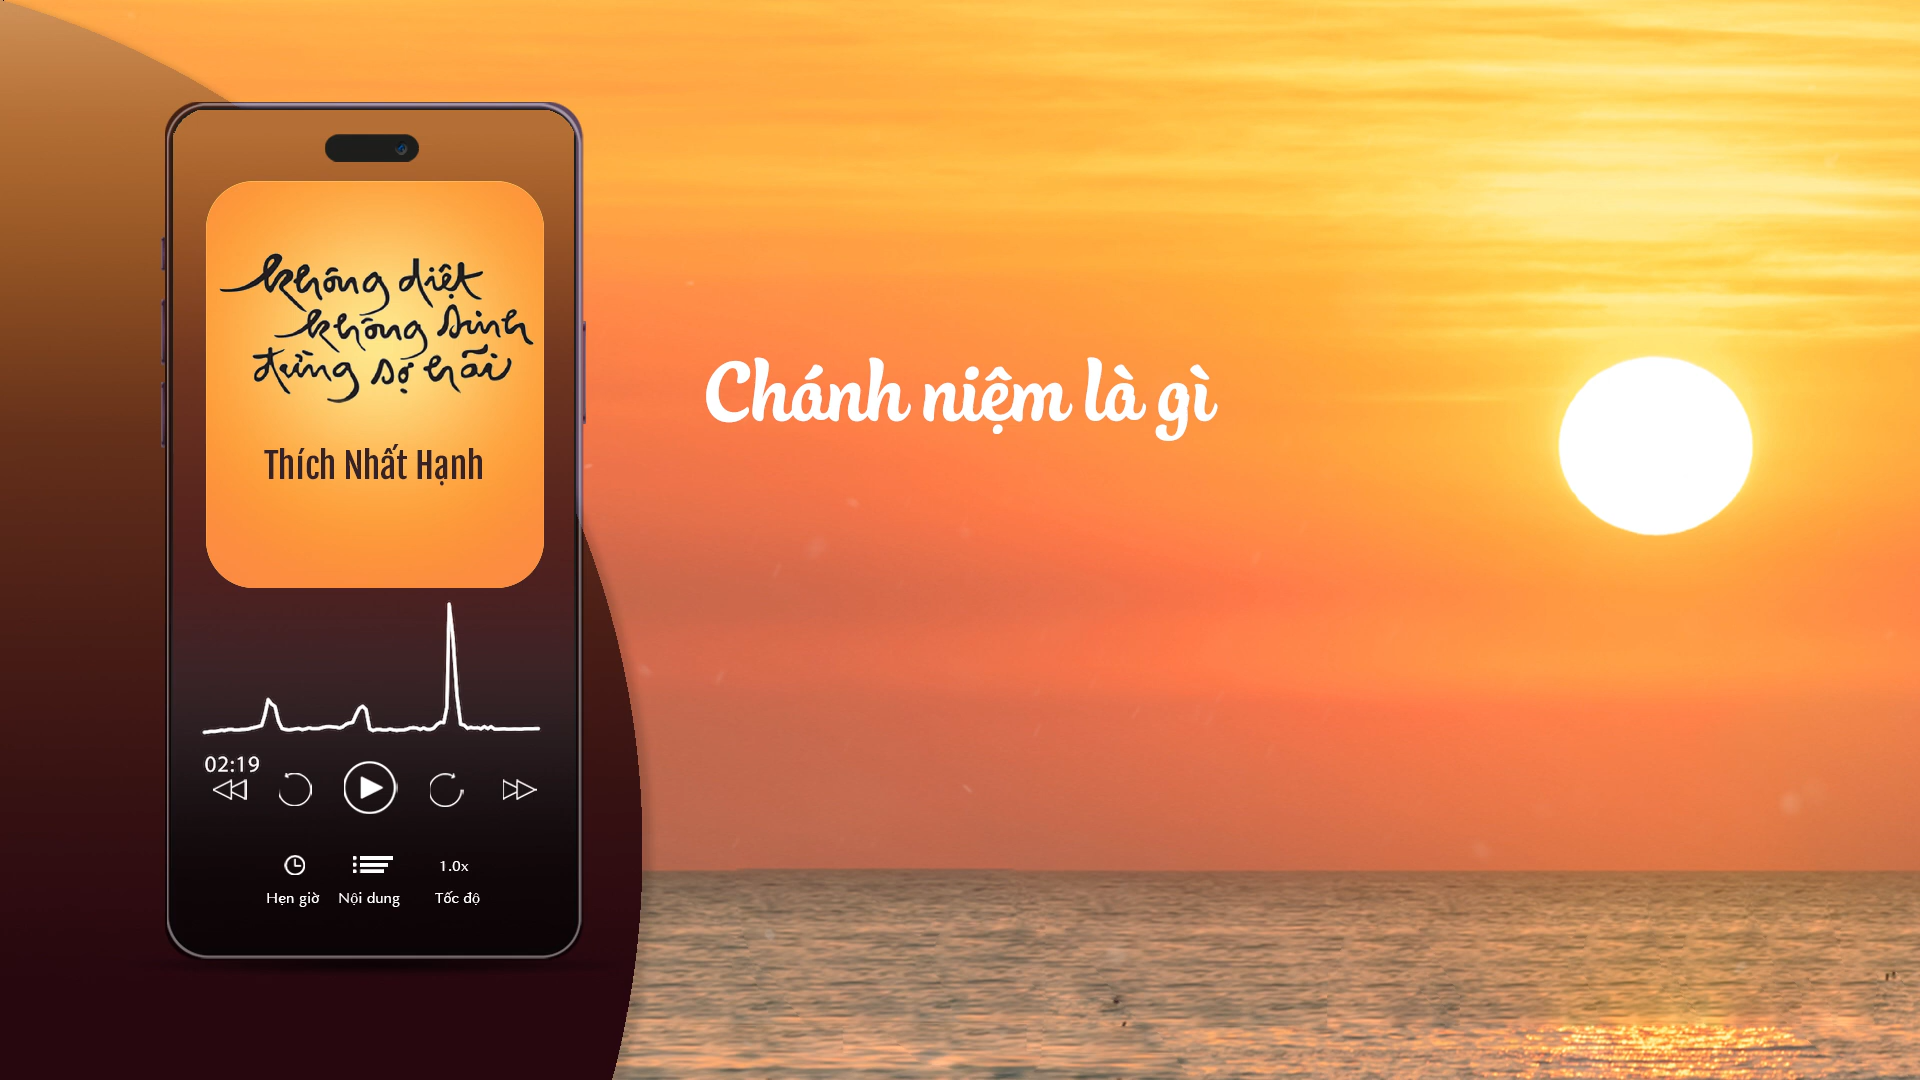 không diệt
không sinh
đừng sợ hãi
Thích Nhất Hạnh
02:19
1.0x
Hẹn giờ
Nội dung
Tốc độ
Chánh niệm là gì